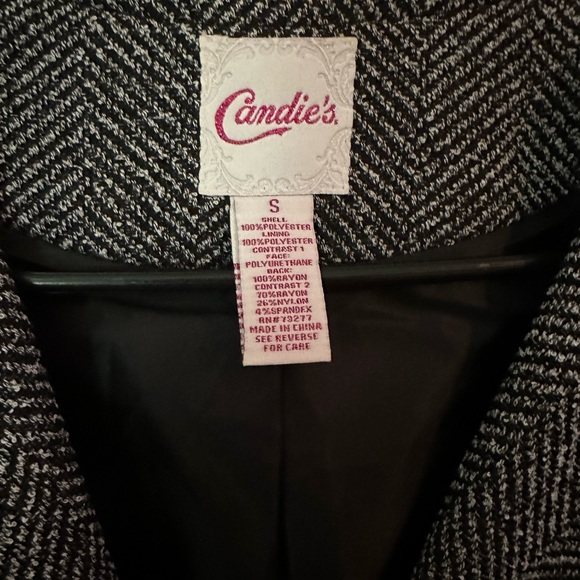 Candie's.
S
SHELL
100%POLYESTER
LINING
100%POLYESTER
CONTRAST 1
FACE:
POLYURETHANE
BACK:
100%RAYON
CONTRAST 2
70%RAYON
26%NYLON
4%SPANDEX
RN#73277
MADE IN CHINA
SEE REVERSE
FOR CARE